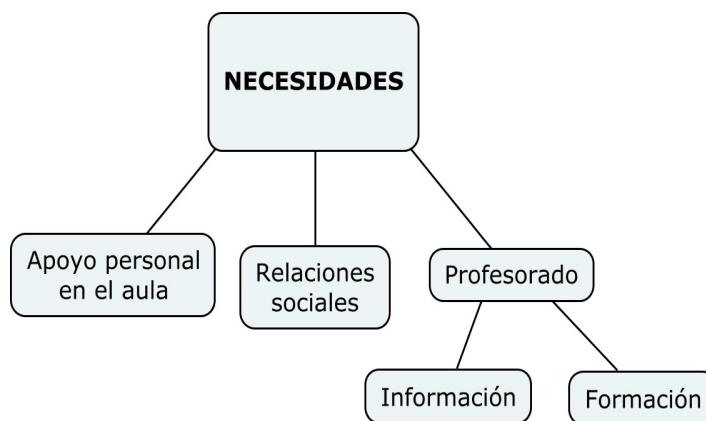 NECESIDADES
Apoyo personal
en el aula
Relaciones
sociales
Profesorado
Información
Formación